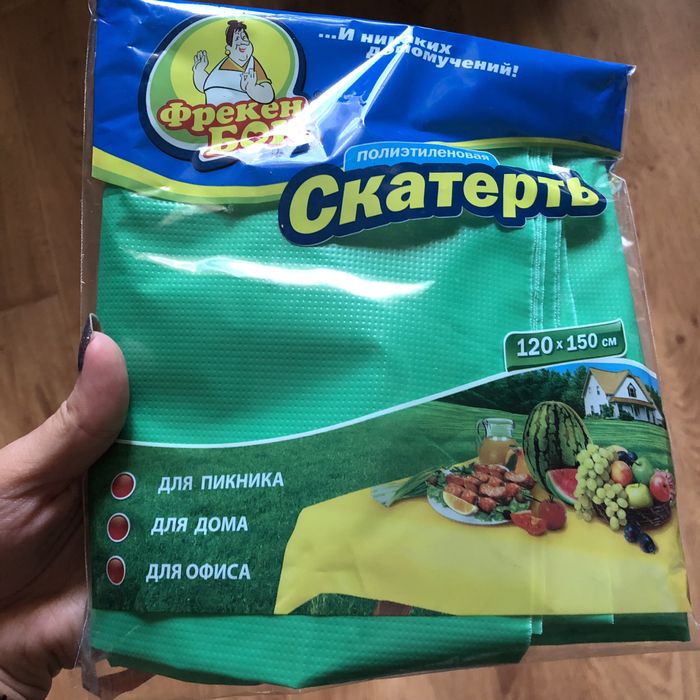 ...И никаких
домомучений!
Фрекен
БОК
полиэтиленовая
Скатерть
120 x 150 см
ДЛЯ ПИКНИКА
ДЛЯ ДОМА
ДЛЯ ОФИСА